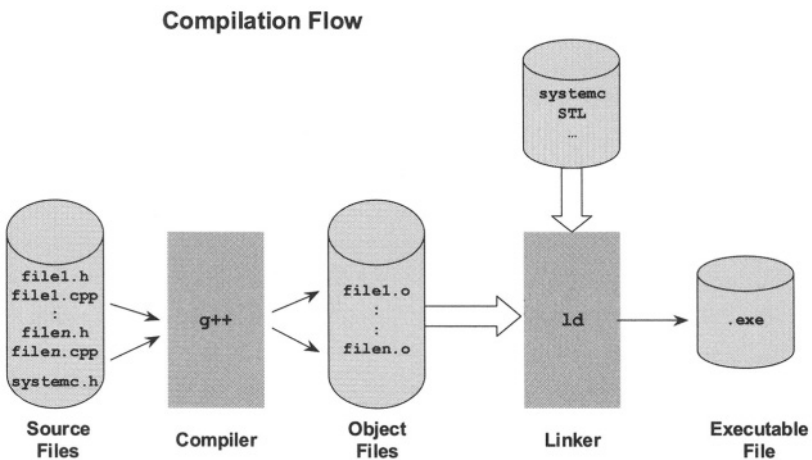 Compilation Flow
systemc
STL
...
file1.h
file1.cpp
:
filen.h
filen.cpp
systemc.h
g++
file1.o
:
:
filen.o
ld
.exe
Source
Files
Compiler
Object
Files
Linker
Executable
File